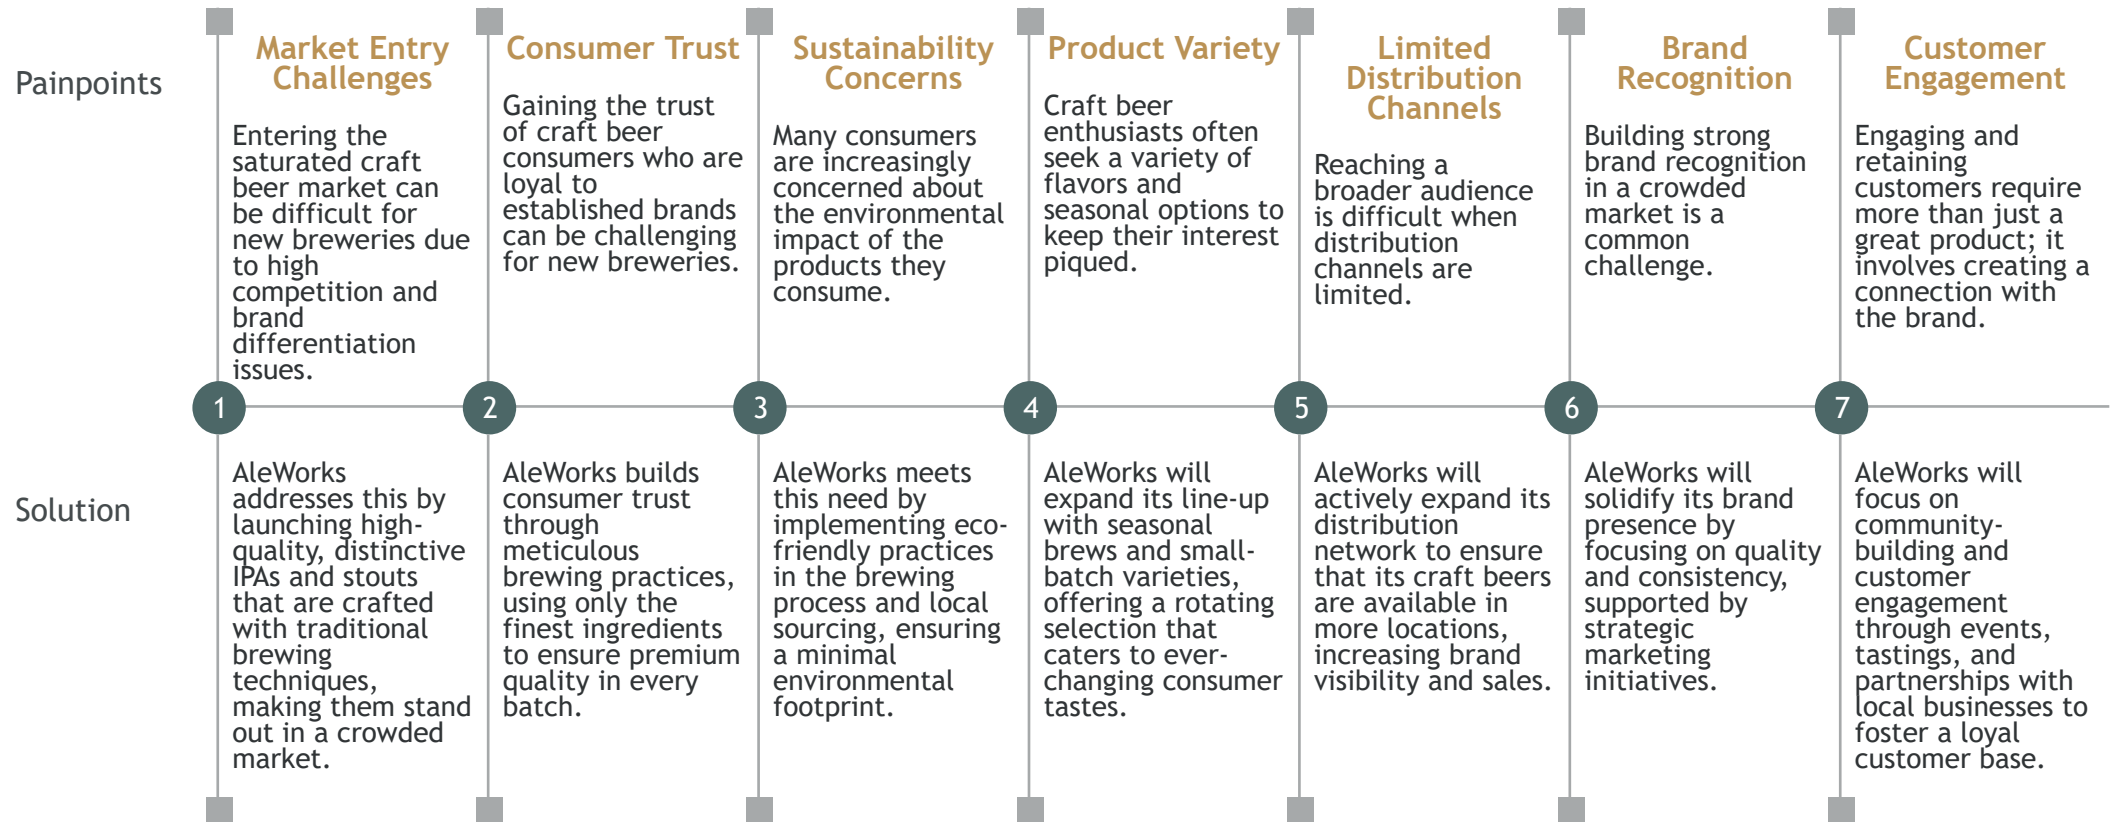 Painpoints
Market Entry
Challenges
Entering the
saturated craft
beer market can
be difficult for
new breweries due
to high
competition and
brand
differentiation
issues.
Consumer Trust
Gaining the trust
of craft beer
consumers who are
loyal to
established brands
can be challenging
for new breweries.
Sustainability
Concerns
Many consumers
are increasingly
concerned about
the environmental
impact of the
products they
consume.
Product Variety
Craft beer
enthusiasts often
seek a variety of
flavors and
seasonal options to
keep their interest
piqued.
Limited
Distribution
Channels
Reaching a
broader audience
is difficult when
distribution
channels are
limited.
Brand
Recognition
Building strong
brand recognition
in a crowded
market is a
common
challenge.
Customer
Engagement
Engaging and
retaining
customers require
more than just a
great product; it
involves creating a
connection with
the brand.
1
2
3
4
5
6
7
Solution
AleWorks
addresses this by
launching high-
quality, distinctive
IPAs and stouts
that are crafted
with traditional
brewing
techniques,
making them stand
out in a crowded
market.
AleWorks builds
consumer trust
through
meticulous
brewing practices,
using only the
finest ingredients
to ensure premium
quality in every
batch.
AleWorks meets
this need by
implementing eco-
friendly practices
in the brewing
process and local
sourcing, ensuring
a minimal
environmental
footprint.
AleWorks will
expand its line-up
with seasonal
brews and small-
batch varieties,
offering a rotating
selection that
caters to ever-
changing consumer
tastes.
AleWorks will
actively expand its
distribution
network to ensure
that its craft beers
are available in
more locations,
increasing brand
visibility and sales.
AleWorks will
solidify its brand
presence by
focusing on quality
and consistency,
supported by
strategic
marketing
initiatives.
AleWorks will
focus on
community-
building and
customer
engagement
through events,
tastings, and
partnerships with
local businesses to
foster a loyal
customer base.